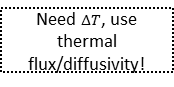 Need ΔT, use
thermal
flux/diffusivity!